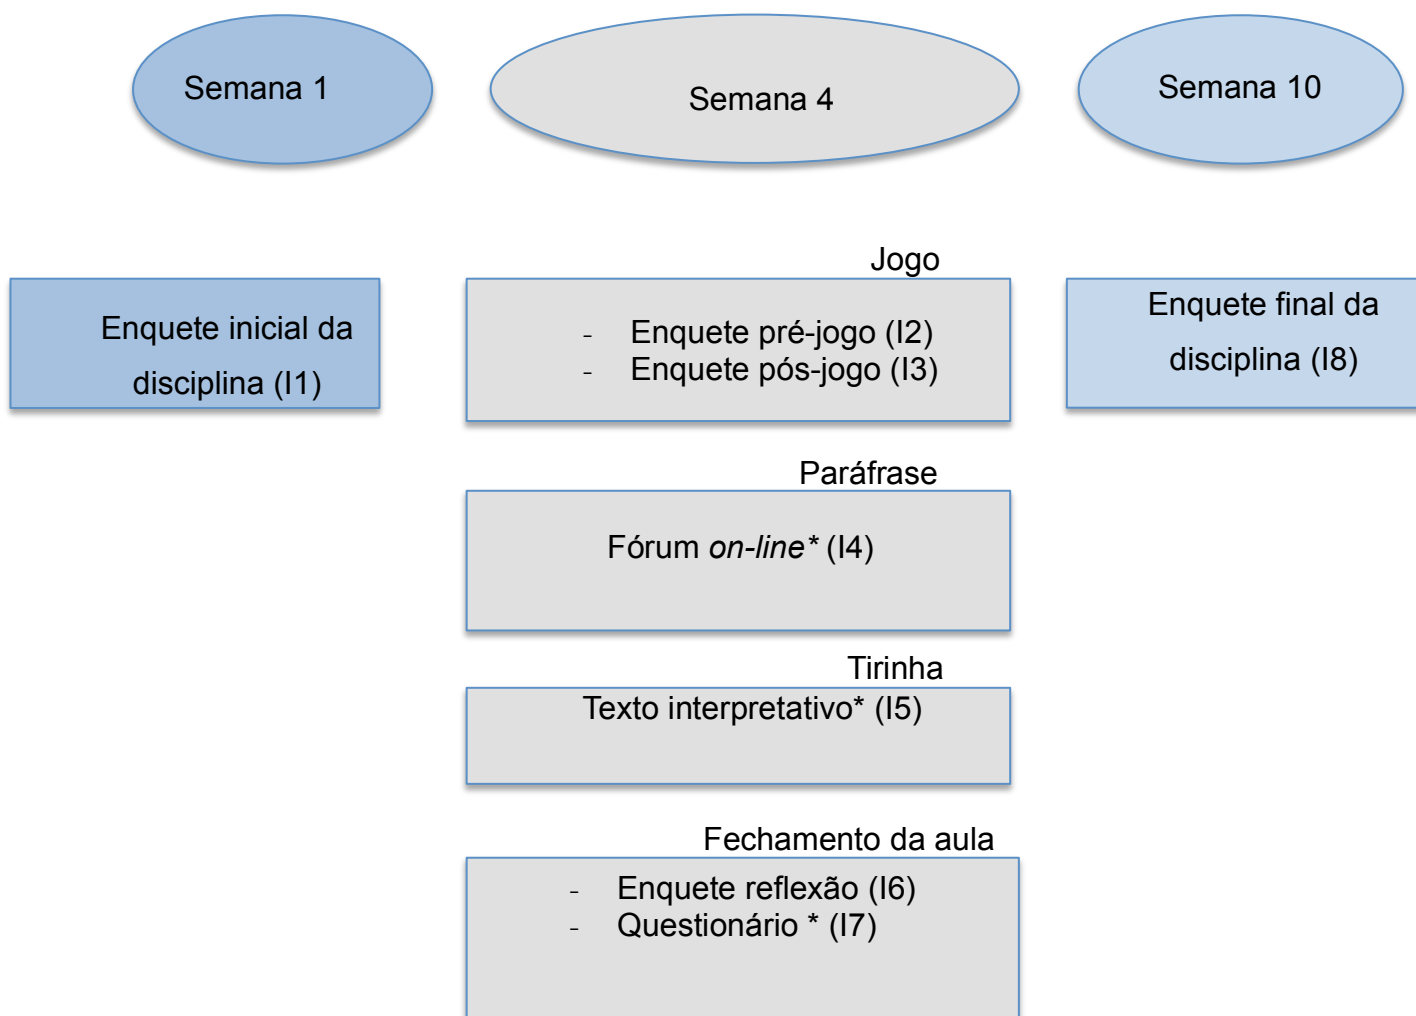 Semana 1
Semana 4
Semana 10
Enquete inicial da
disciplina (I1)
Jogo
- Enquete pré-jogo (I2)
- Enquete pós-jogo (I3)
Paráfrase
Fórum on-line* (I4)
Tirinha
Texto interpretativo* (I5)
Fechamento da aula
- Enquete reflexão (I6)
- Questionário * (I7)
Enquete final da
disciplina (I8)